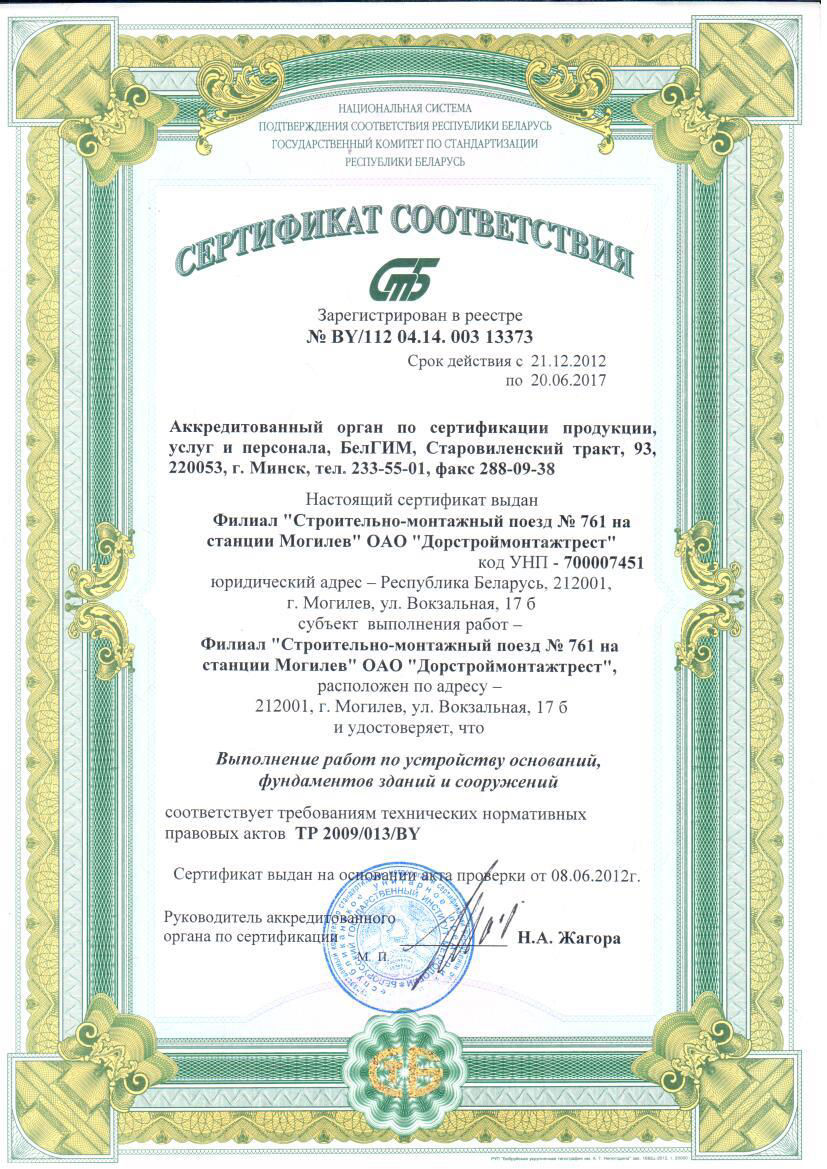 НАЦИОНАЛЬНАЯ СИСТЕМА
ПОДТВЕРЖДЕНИЯ СООТВЕТСТВИЯ РЕСПУБЛИКИ БЕЛАРУСЬ
ГОСУДАРСТВЕННЫЙ КОМИТЕТ ПО СТАНДАРТИЗАЦИИ
РЕСПУБЛИКИ БЕЛАРУСЬ
СЕРТИФИКАТ СООТВЕТСТВИЯ
СТБ
Зарегистрирован в реестре
№ BY/112 04.14. 003 13373
Срок действия с 21.12.2012
по 20.06.2017
Аккредитованный орган по сертификации продукции,
услуг и персонала, БелГИМ, Старовиленский тракт, 93,
220053, г. Минск, тел. 233-55-01, факс 288-09-38
Настоящий сертификат выдан
Филиал "Строительно-монтажный поезд № 761 на
станции Могилев" ОАО "Дорстроймонтажтрест"
код УНП - 700007451
юридический адрес – Республика Беларусь, 212001,
г. Могилев, ул. Вокзальная, 17 б
субъект выполнения работ –
Филиал "Строительно-монтажный поезд № 761 на
станции Могилев" ОАО "Дорстроймонтажтрест",
расположен по адресу –
212001, г. Могилев, ул. Вокзальная, 17 б
и удостоверяет, что
Выполнение работ по устройству оснований,
фундаментов зданий и сооружений
соответствует требованиям технических нормативных
правовых актов ТР 2009/013/BY
Сертификат выдан на основании акта проверки от 08.06.2012г.
Руководитель аккредитованного
органа по сертификации
Н.А. Жагора
М. П.
БЕЛОРУССКИЙ ГОСУДАРСТВЕННЫЙ ИНСТИТУТ МЕТРОЛОГИИ